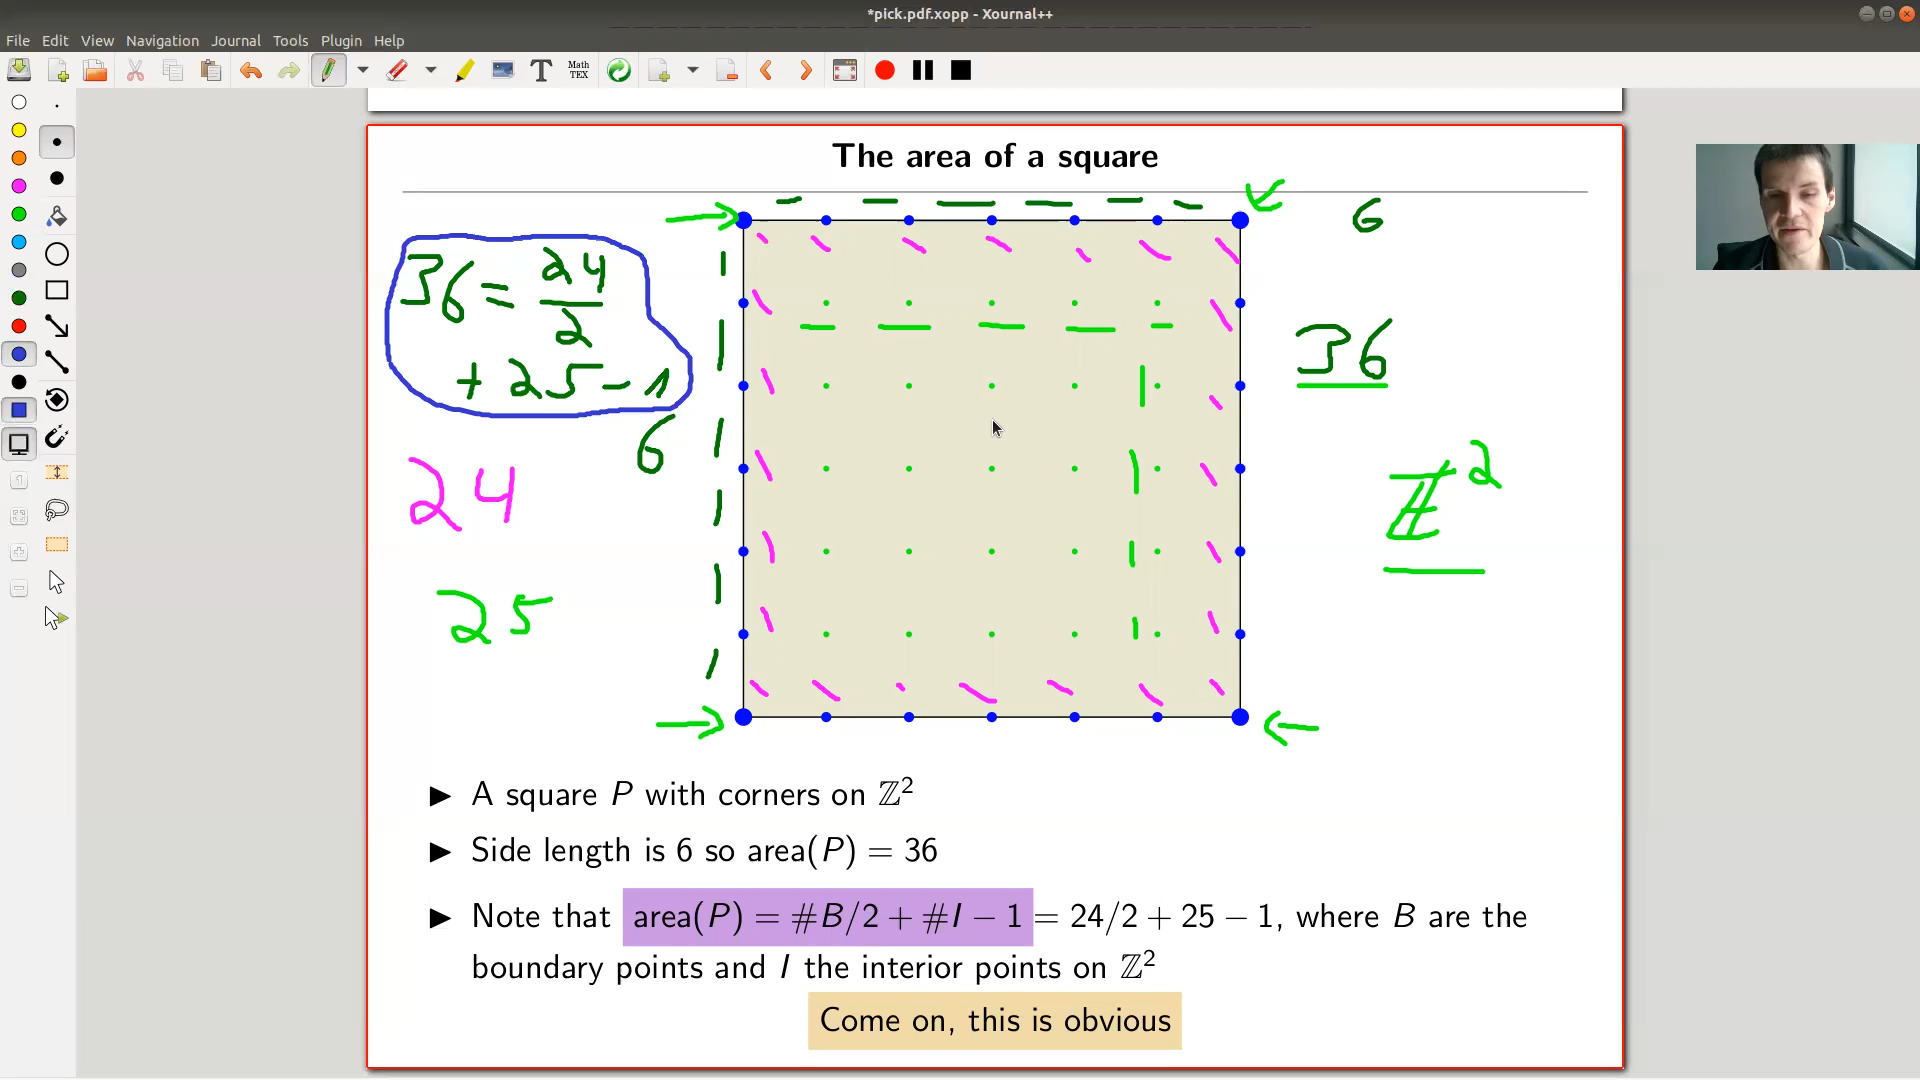 *pick.pdf.xopp - Xournal++
File Edit View Navigation Journal Tools Plugin Help
T MATH TEX
The area of a square
6
36 = 24/2
+ 25 - 1
36
6
ℤ²
24
25
▶ A square P with corners on ℤ²
▶ Side length is 6 so area(P) = 36
▶ Note that area(P) = #B/2 + #I − 1 = 24/2 + 25 − 1, where B are the
boundary points and I the interior points on ℤ²
Come on, this is obvious